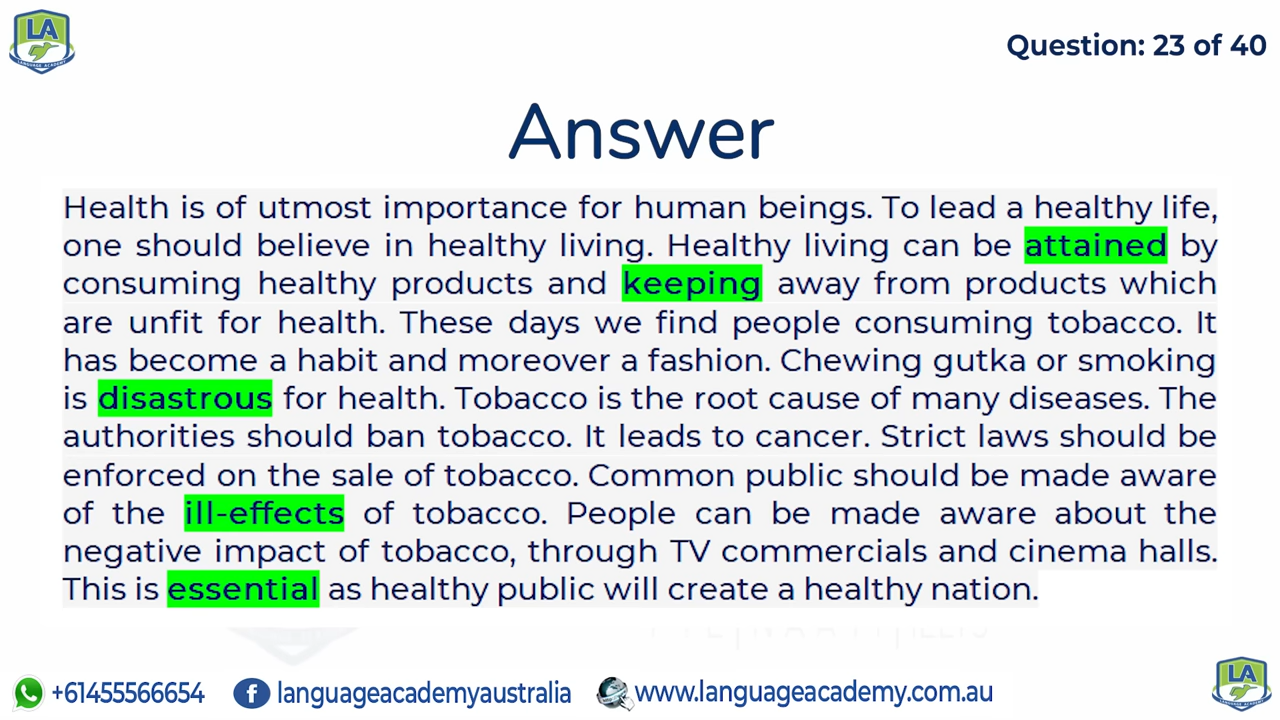 LA
LANGUAGE ACADEMY
Question: 23 of 40
Answer
Health is of utmost importance for human beings. To lead a healthy life,
one should believe in healthy living. Healthy living can be attained by
consuming healthy products and keeping away from products which
are unfit for health. These days we find people consuming tobacco. It
has become a habit and moreover a fashion. Chewing gutka or smoking
is disastrous for health. Tobacco is the root cause of many diseases. The
authorities should ban tobacco. It leads to cancer. Strict laws should be
enforced on the sale of tobacco. Common public should be made aware
of the ill-effects of tobacco. People can be made aware about the
negative impact of tobacco, through TV commercials and cinema halls.
This is essential as healthy public will create a healthy nation.
+61455566654
languageacademyaustralia
www.languageacademy.com.au
LA